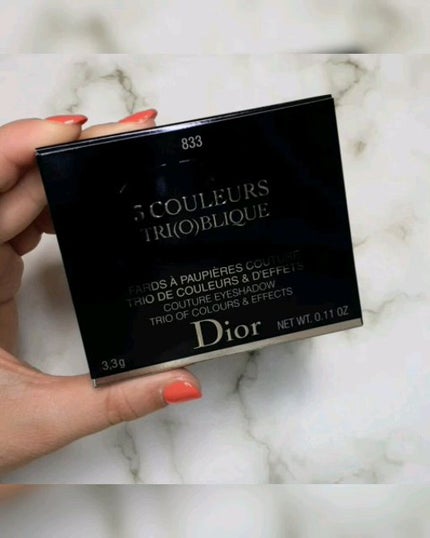 833
3 COULEURS
TRI(O)BLIQUE
FARDS À PAUPIÈRES COUTURE
TRIO DE COULEURS & D'EFFETS
COUTURE EYESHADOW
TRIO OF COLOURS & EFFECTS
Dior
NET WT. 0.11 OZ
3,3g